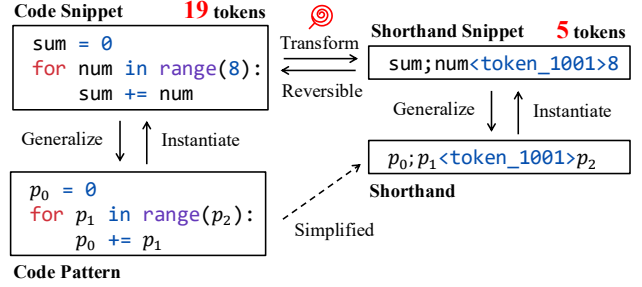 Code Snippet 19 tokens
sum = 0
for num in range(8):
sum += num
Transform
Reversible
Shorthand Snippet 5 tokens
sum;num<token_1001>8
Generalize Instantiate
Generalize Instantiate
p₀;p₁<token_1001>p₂
Shorthand
p₀ = 0
for p₁ in range(p₂):
p₀ += p₁
Simplified
Code Pattern